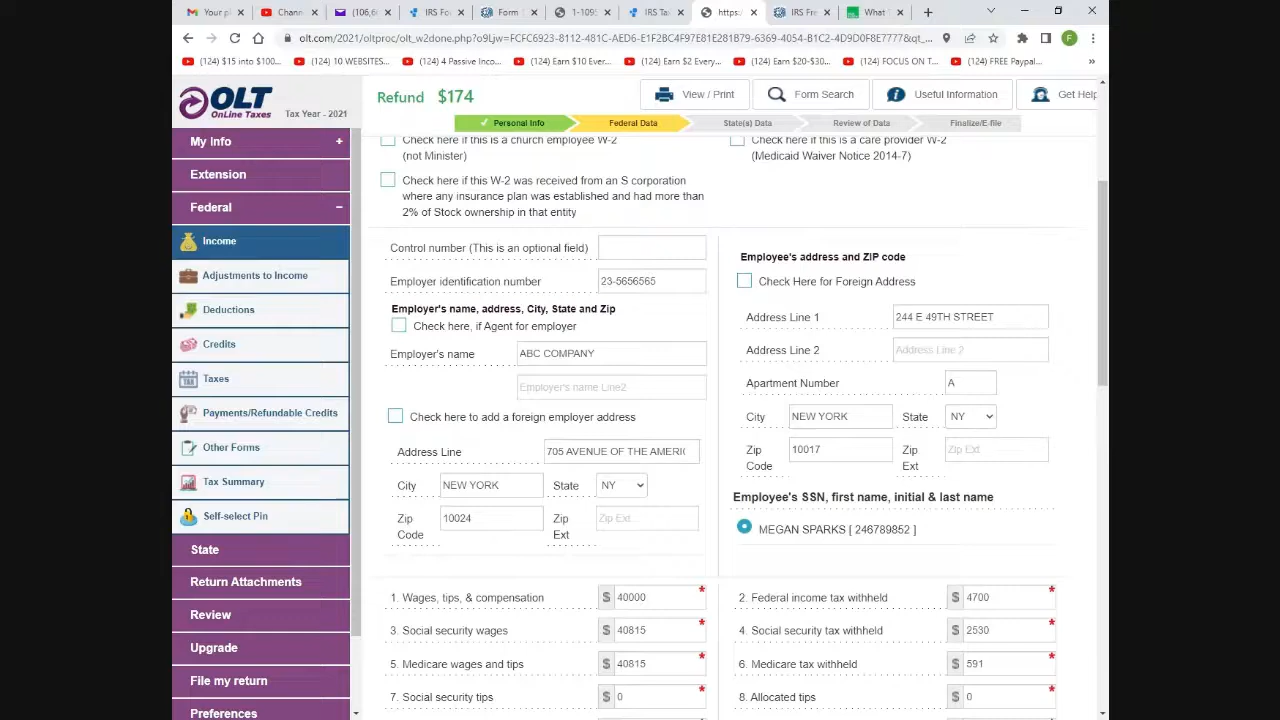 Your pl
Channe
(106,6
IRS Fo
Form
1-1095
IRS Ta
https:/
IRS Fre
What
olt.com/2021/oltproc/olt_w2done.php?o9Ljw=FCFC6923-8112-481C-AED6-E1F2BC4F97E81E281B79-6369-4054-B1C2-4D9D0F8E7777&qt_
F
(124) $15 into $100...
10 WEBSITES...
(124) 4 Passive Inco...
(124) Earn $10 Ever...
(124) Earn $2 Every...
(124) Earn $20-$30...
(124) FOCUS ON T...
(124) FREE Paypal...
»
OLT
OnLine Taxes
Tax Year - 2021
Refund $174
View / Print
Form Search
Useful Information
Get Help
Personal Info
Federal Data
State(s) Data
Review of Data
Finalize/E-file
My Info +
Extension
Federal −
Income
Adjustments to Income
Deductions
Credits
Taxes
Payments/Refundable Credits
Other Forms
Tax Summary
Self-select Pin
State
Return Attachments
Review
Upgrade
File my return
Preferences
Check here if this is a church employee W-2
(not Minister)
Check here if this is a care provider W-2
(Medicaid Waiver Notice 2014-7)
Check here if this W-2 was received from an S corporation
where any insurance plan was established and had more than
2% of Stock ownership in that entity
Control number (This is an optional field)
Employer identification number 23-5656565
Employer's name, address, City, State and Zip
Check here, if Agent for employer
Employer's name ABC COMPANY
Employer's name Line2
Check here to add a foreign employer address
Address Line 705 AVENUE OF THE AMERI
City NEW YORK State NY
Zip Code 10024 Zip Ext Zip Ext
Employee's address and ZIP code
Check Here for Foreign Address
Address Line 1 244 E 49TH STREET
Address Line 2 Address Line 2
Apartment Number A
City NEW YORK State NY
Zip Code 10017 Zip Ext Zip Ext
Employee's SSN, first name, initial & last name
MEGAN SPARKS [ 246789852 ]
1. Wages, tips, & compensation $ 40000 *
2. Federal income tax withheld $ 4700 *
3. Social security wages $ 40815 *
4. Social security tax withheld $ 2530 *
5. Medicare wages and tips $ 40815 *
6. Medicare tax withheld $ 591 *
7. Social security tips $ 0 *
8. Allocated tips $ 0 *